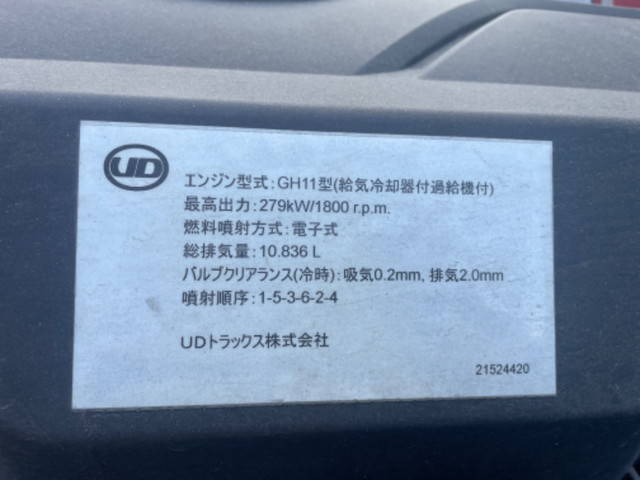 UD
エンジン型式:GH11型(給気冷却器付過給機付)
最高出力:279kW/1800 r.p.m.
燃料噴射方式:電子式
総排気量:10.836 L
バルブクリアランス(冷時):吸気0.2mm, 排気2.0mm
噴射順序:1-5-3-6-2-4
UDトラックス株式会社
21524420